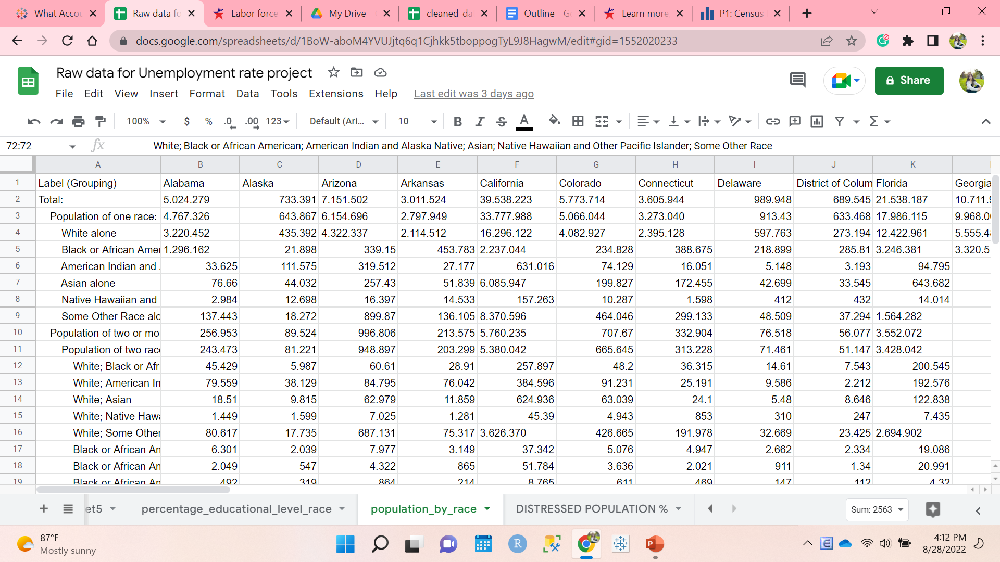 What Accou
Raw data fo
Labor force
My Drive -
cleaned_da
Outline - G
Learn more
P1: Census
docs.google.com/spreadsheets/d/1BoW-aboM4YVUJjtq6q1Cjhkk5tboppogTyL9J8HagwM/edit#gid=1552020233
Raw data for Unemployment rate project
Share
File Edit View Insert Format Data Tools Extensions Help Last edit was 3 days ago
100% $ % .0 .00 123 Default (Ari... 10 B I S A
72:72 fx White; Black or African American; American Indian and Alaska Native; Asian; Native Hawaiian and Other Pacific Islander; Some Other Race
A B C D E F G H I J K
1 Label (Grouping) Alabama Alaska Arizona Arkansas California Colorado Connecticut Delaware District of Colum Florida Georgia
2 Total: 5.024.279 733.391 7.151.502 3.011.524 39.538.223 5.773.714 3.605.944 989.948 689.545 21.538.187 10.711.9
3 Population of one race: 4.767.326 643.867 6.154.696 2.797.949 33.777.988 5.066.044 3.273.040 913.43 633.468 17.986.115 9.968.0
4 White alone 3.220.452 435.392 4.322.337 2.114.512 16.296.122 4.082.927 2.395.128 597.763 273.194 12.422.961 5.555.4
5 Black or African Amer 1.296.162 21.898 339.15 453.783 2.237.044 234.828 388.675 218.899 285.81 3.246.381 3.320.5
6 American Indian and 33.625 111.575 319.512 27.177 631.016 74.129 16.051 5.148 3.193 94.795
7 Asian alone 76.66 44.032 257.43 51.839 6.085.947 199.827 172.455 42.699 33.545 643.682
8 Native Hawaiian and 2.984 12.698 16.397 14.533 157.263 10.287 1.598 412 432 14.014
9 Some Other Race alo 137.443 18.272 899.87 136.105 8.370.596 464.046 299.133 48.509 37.294 1.564.282
10 Population of two or mo 256.953 89.524 996.806 213.575 5.760.235 707.67 332.904 76.518 56.077 3.552.072
11 Population of two race 243.473 81.221 948.897 203.299 5.380.042 665.645 313.228 71.461 51.147 3.428.042
12 White; Black or Afri 45.429 5.987 60.61 28.91 257.897 48.2 36.315 14.61 7.543 200.545
13 White; American In 79.559 38.129 84.795 76.042 384.596 91.231 25.191 9.586 2.212 192.576
14 White; Asian 18.51 9.815 62.979 11.859 624.936 63.039 24.1 5.48 8.646 122.838
15 White; Native Hawa 1.449 1.599 7.025 1.281 45.39 4.943 853 310 247 7.435
16 White; Some Other 80.617 17.735 687.131 75.317 3.626.370 426.665 191.978 32.669 23.425 2.694.902
17 Black or African An 6.301 2.039 7.977 3.149 37.342 5.076 4.947 2.662 2.334 19.086
18 Black or African An 2.049 547 4.322 865 51.784 3.636 2.021 911 1.34 20.991
19 Black or African An 492 319 864 214 8.765 611 469 147 112 4.32
et5 percentage_educational_level_race population_by_race DISTRESSED POPULATION % Sum: 2563
87°F
Mostly sunny
4:12 PM
8/28/2022